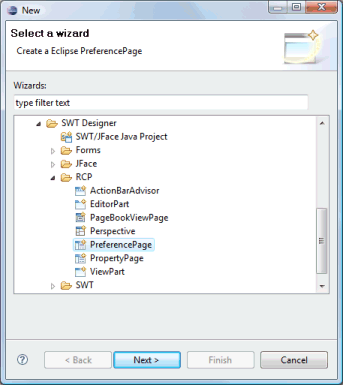 New
Select a wizard
Create a Eclipse PreferencePage
Wizards:
type filter text
SWT Designer
SWT/JFace Java Project
Forms
JFace
RCP
ActionBarAdvisor
EditorPart
PageBookViewPage
Perspective
PreferencePage
PropertyPage
ViewPart
SWT
?
< Back
Next >
Finish
Cancel